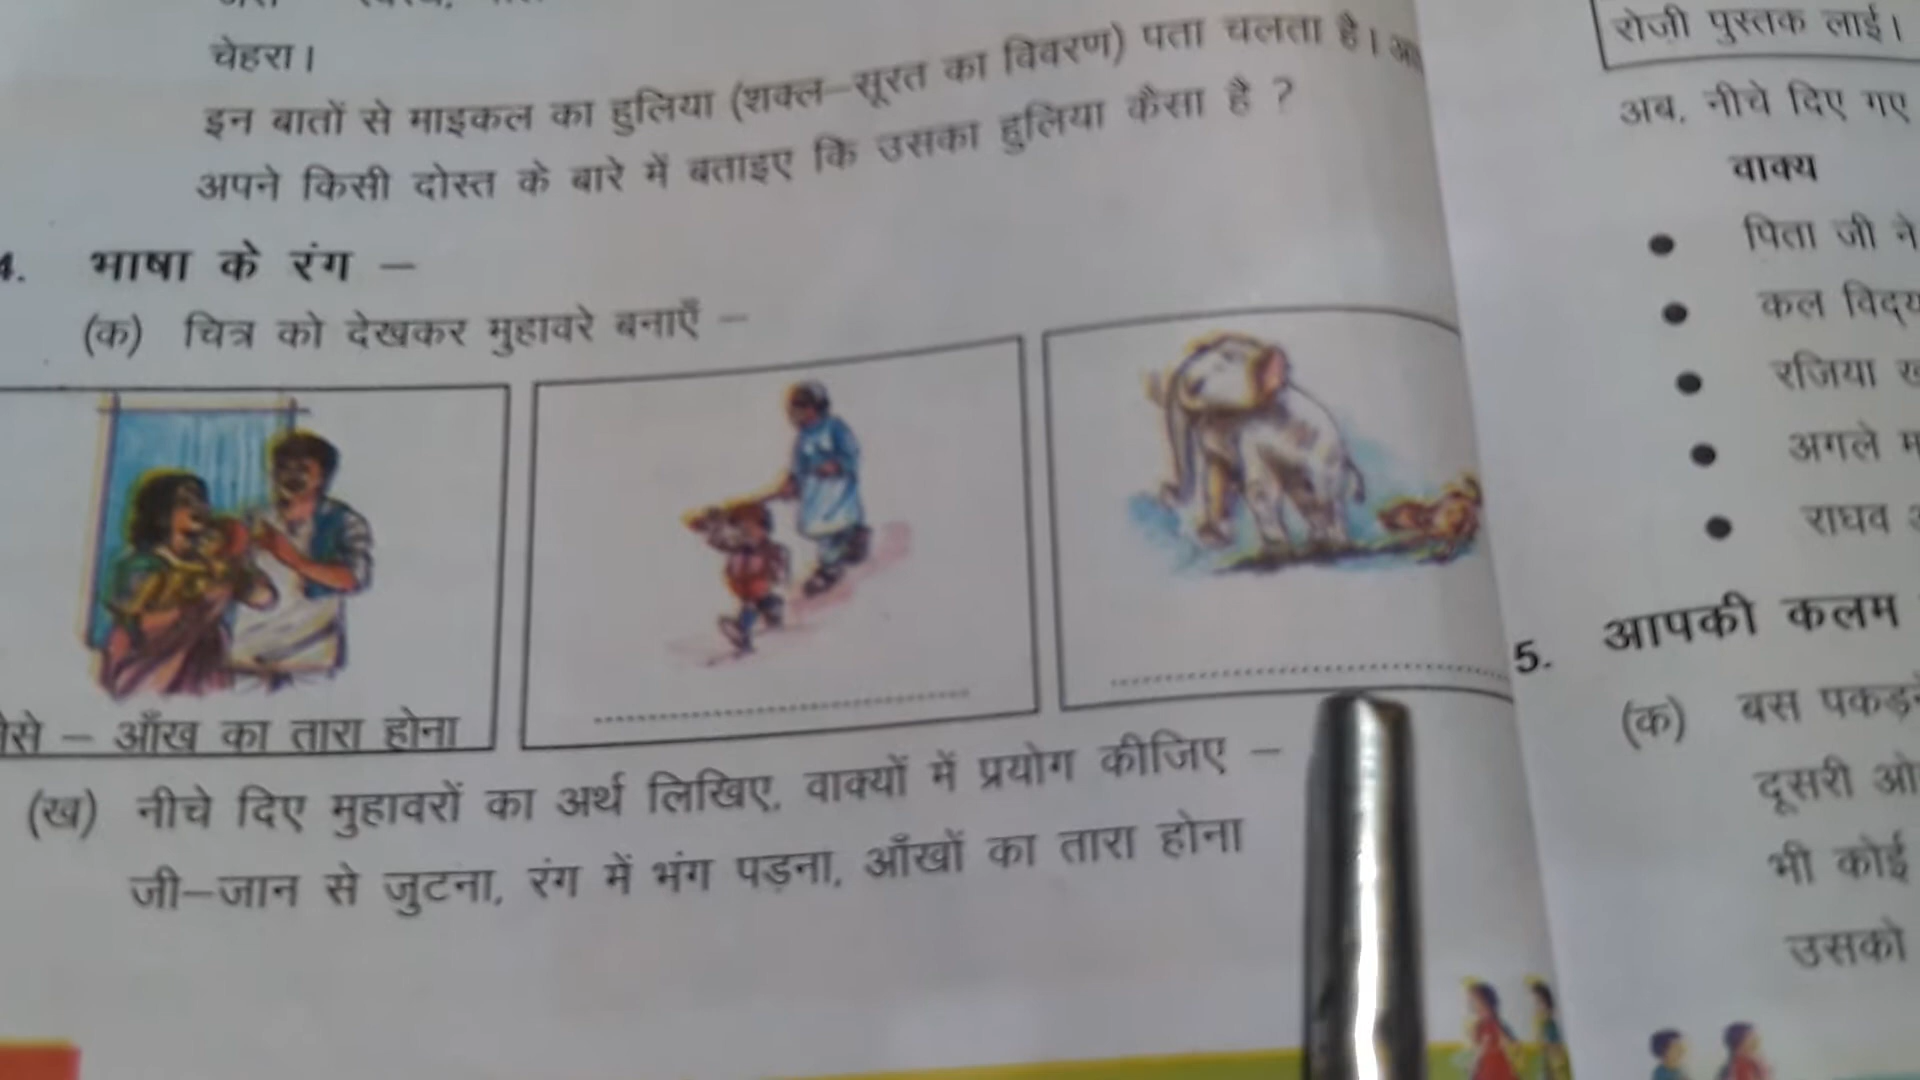 चेहरा।
इन बातों से माइकल का हुलिया (शक्ल–सूरत का विवरण) पता चलता है।
अपने किसी दोस्त के बारे में बताइए कि उसका हुलिया कैसा है ?
4. भाषा के रंग –
(क) चित्र को देखकर मुहावरे बनाएँ –
– आँख का तारा होना
(ख) नीचे दिए मुहावरों का अर्थ लिखिए, वाक्यों में प्रयोग कीजिए –
जी–जान से जुटना, रंग में भंग पड़ना, आँखों का तारा होना
रोज़ी पुस्तक लाई।
अब, नीचे दिए गए
वाक्य
• पिता जी ने
• कल
• रजिया
• अगले
• राघव
5. आपकी कलम
(क) बस
दूसरी
भी कोई
उसको